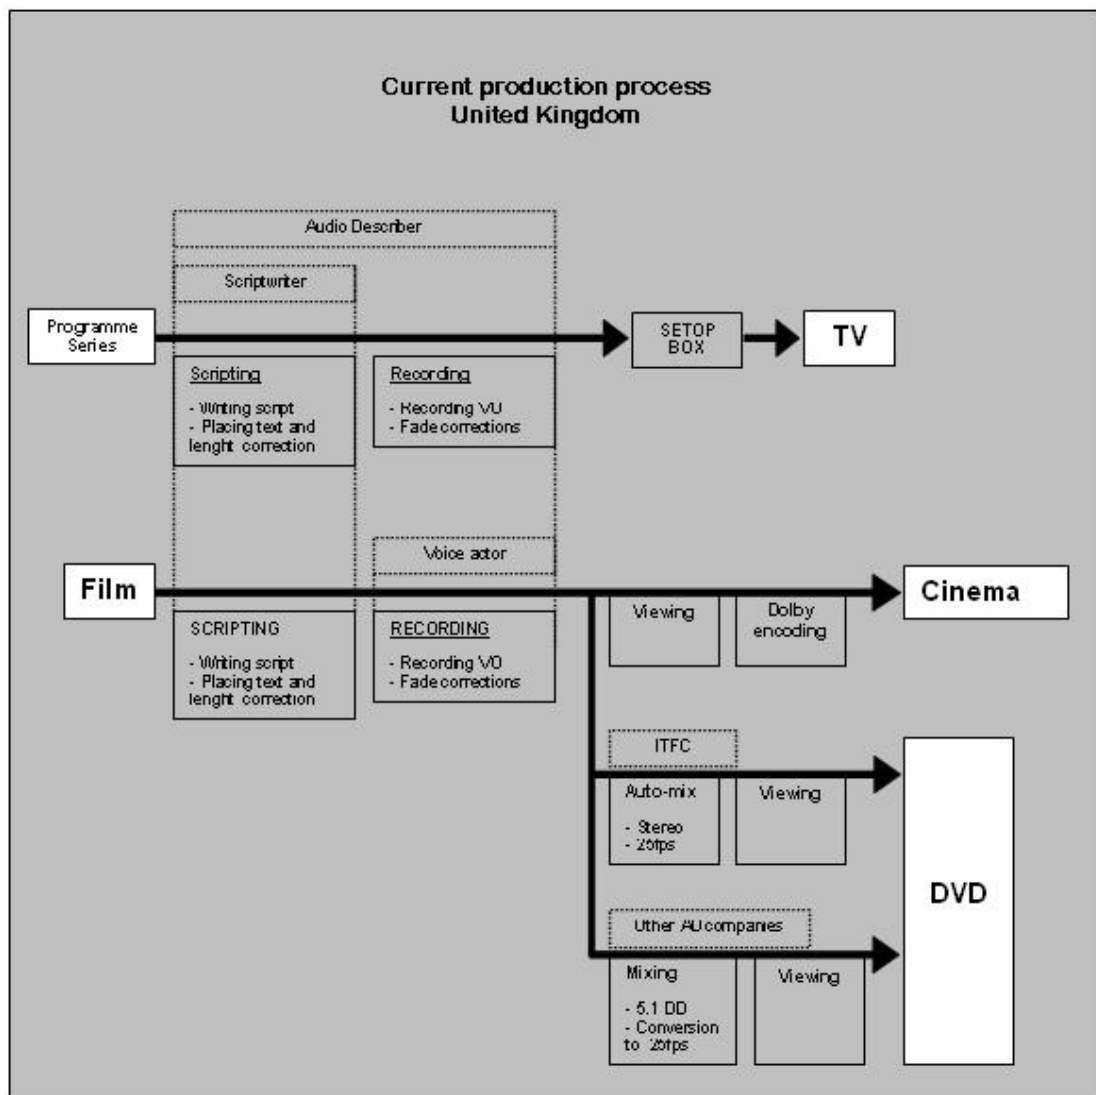 Current production process
United Kingdom
Audio Describer
Scriptwriter
Programme
Series
SETOP
BOX
TV
Scripting
- Writing script
- Placing text and
lenght correction
Recording
- Recording VO
- Fade corrections
Voice actor
Film
Cinema
SCRIPTING
- Writing script
- Placing text and
lenght correction
RECORDING
- Recording VO
- Fade corrections
Viewing
Dolby
encoding
ITFC
Auto-mix
- Stereo
- 25fps
Viewing
DVD
Other AD companies
Mixing
- 5.1 DD
- Conversion
to 25fps
Viewing